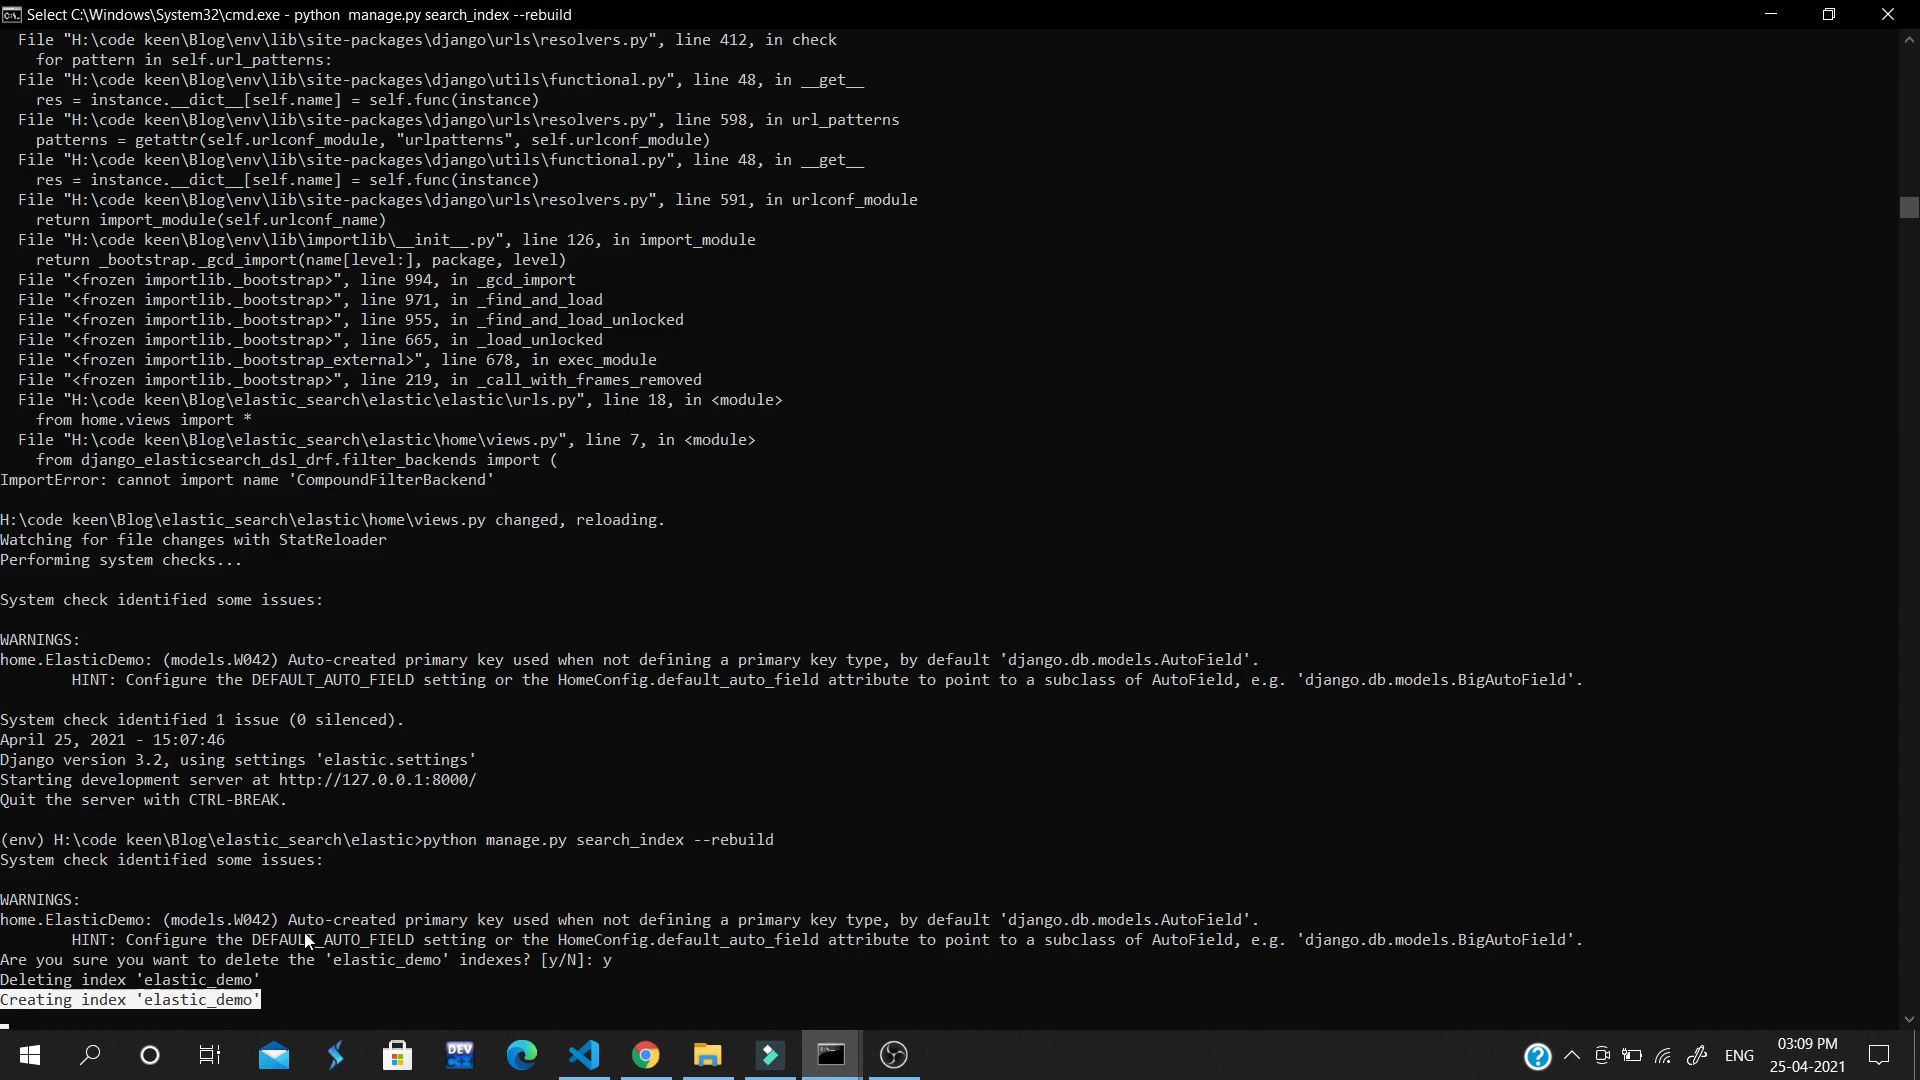 Select C:\Windows\System32\cmd.exe - python  manage.py search_index --rebuild
  File "H:\code keen\Blog\env\lib\site-packages\django\urls\resolvers.py", line 412, in check
    for pattern in self.url_patterns:
  File "H:\code keen\Blog\env\lib\site-packages\django\utils\functional.py", line 48, in __get__
    res = instance.__dict__[self.name] = self.func(instance)
  File "H:\code keen\Blog\env\lib\site-packages\django\urls\resolvers.py", line 598, in url_patterns
    patterns = getattr(self.urlconf_module, "urlpatterns", self.urlconf_module)
  File "H:\code keen\Blog\env\lib\site-packages\django\utils\functional.py", line 48, in __get__
    res = instance.__dict__[self.name] = self.func(instance)
  File "H:\code keen\Blog\env\lib\site-packages\django\urls\resolvers.py", line 591, in urlconf_module
    return import_module(self.urlconf_name)
  File "H:\code keen\Blog\env\lib\importlib\__init__.py", line 126, in import_module
    return _bootstrap._gcd_import(name[level:], package, level)
  File "<frozen importlib._bootstrap>", line 994, in _gcd_import
  File "<frozen importlib._bootstrap>", line 971, in _find_and_load
  File "<frozen importlib._bootstrap>", line 955, in _find_and_load_unlocked
  File "<frozen importlib._bootstrap>", line 665, in _load_unlocked
  File "<frozen importlib._bootstrap_external>", line 678, in exec_module
  File "<frozen importlib._bootstrap>", line 219, in _call_with_frames_removed
  File "H:\code keen\Blog\elastic_search\elastic\elastic\urls.py", line 18, in <module>
    from home.views import *
  File "H:\code keen\Blog\elastic_search\elastic\home\views.py", line 7, in <module>
    from django_elasticsearch_dsl_drf.filter_backends import (
ImportError: cannot import name 'CompoundFilterBackend'
H:\code keen\Blog\elastic_search\elastic\home\views.py changed, reloading.
Watching for file changes with StatReloader
Performing system checks...
System check identified some issues:
WARNINGS:
home.ElasticDemo: (models.W042) Auto-created primary key used when not defining a primary key type, by default 'django.db.models.AutoField'.
        HINT: Configure the DEFAULT_AUTO_FIELD setting or the HomeConfig.default_auto_field attribute to point to a subclass of AutoField, e.g. 'django.db.models.BigAutoField'.
System check identified 1 issue (0 silenced).
April 25, 2021 - 15:07:46
Django version 3.2, using settings 'elastic.settings'
Starting development server at http://127.0.0.1:8000/
Quit the server with CTRL-BREAK.
(env) H:\code keen\Blog\elastic_search\elastic>python manage.py search_index --rebuild
System check identified some issues:
WARNINGS:
home.ElasticDemo: (models.W042) Auto-created primary key used when not defining a primary key type, by default 'django.db.models.AutoField'.
        HINT: Configure the DEFAULT_AUTO_FIELD setting or the HomeConfig.default_auto_field attribute to point to a subclass of AutoField, e.g. 'django.db.models.BigAutoField'.
Are you sure you want to delete the 'elastic_demo' indexes? [y/N]: y
Deleting index 'elastic_demo'
Creating index 'elastic_demo'
DEV
ENG
03:09 PM
25-04-2021